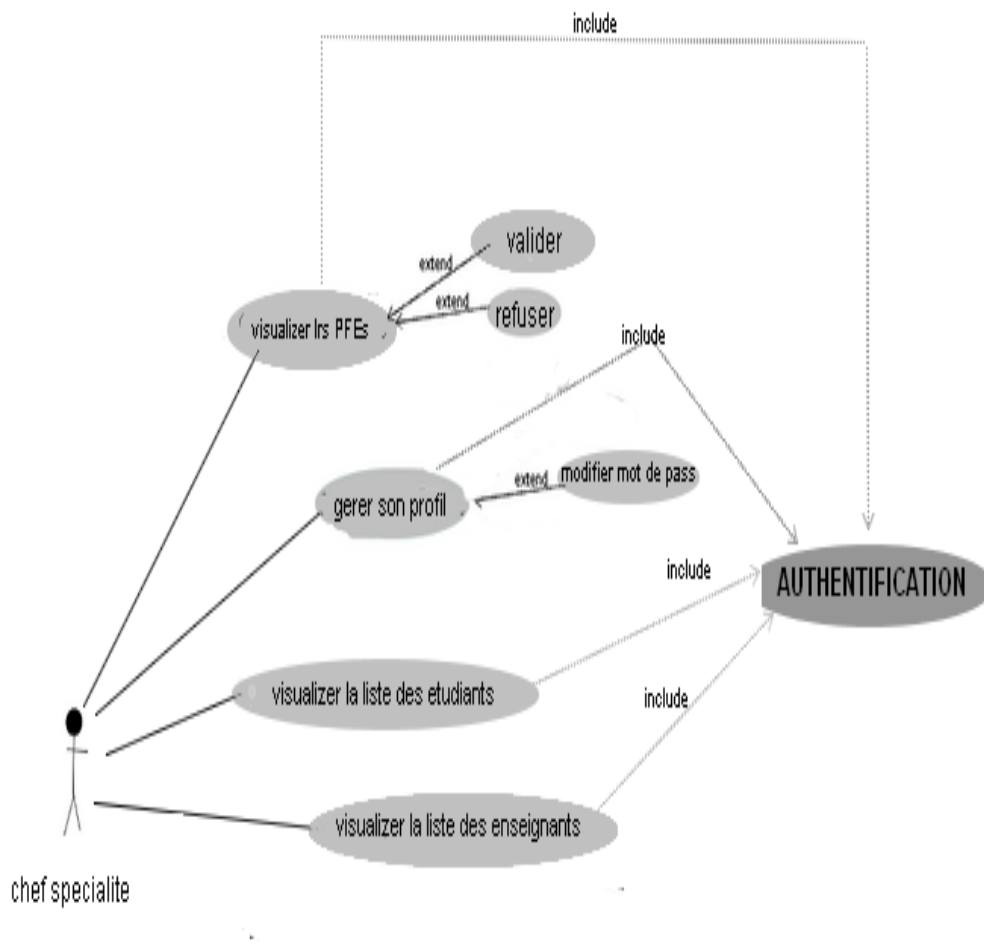 include
valider
extend
extend
refuser
visualizer lrs PFEs
include
modifier mot de pass
extend
gerer son profil
include
AUTHENTIFICATION
visualizer la liste des etudiants
include
visualizer la liste des enseignants
chef specialite